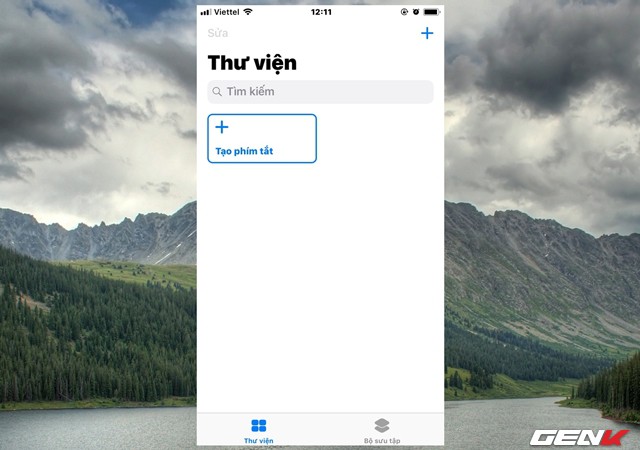 Viettel 12:11
Sửa
Thư viện
Tìm kiếm
Tạo phím tắt
Thư viện Bộ sưu tập
GENK